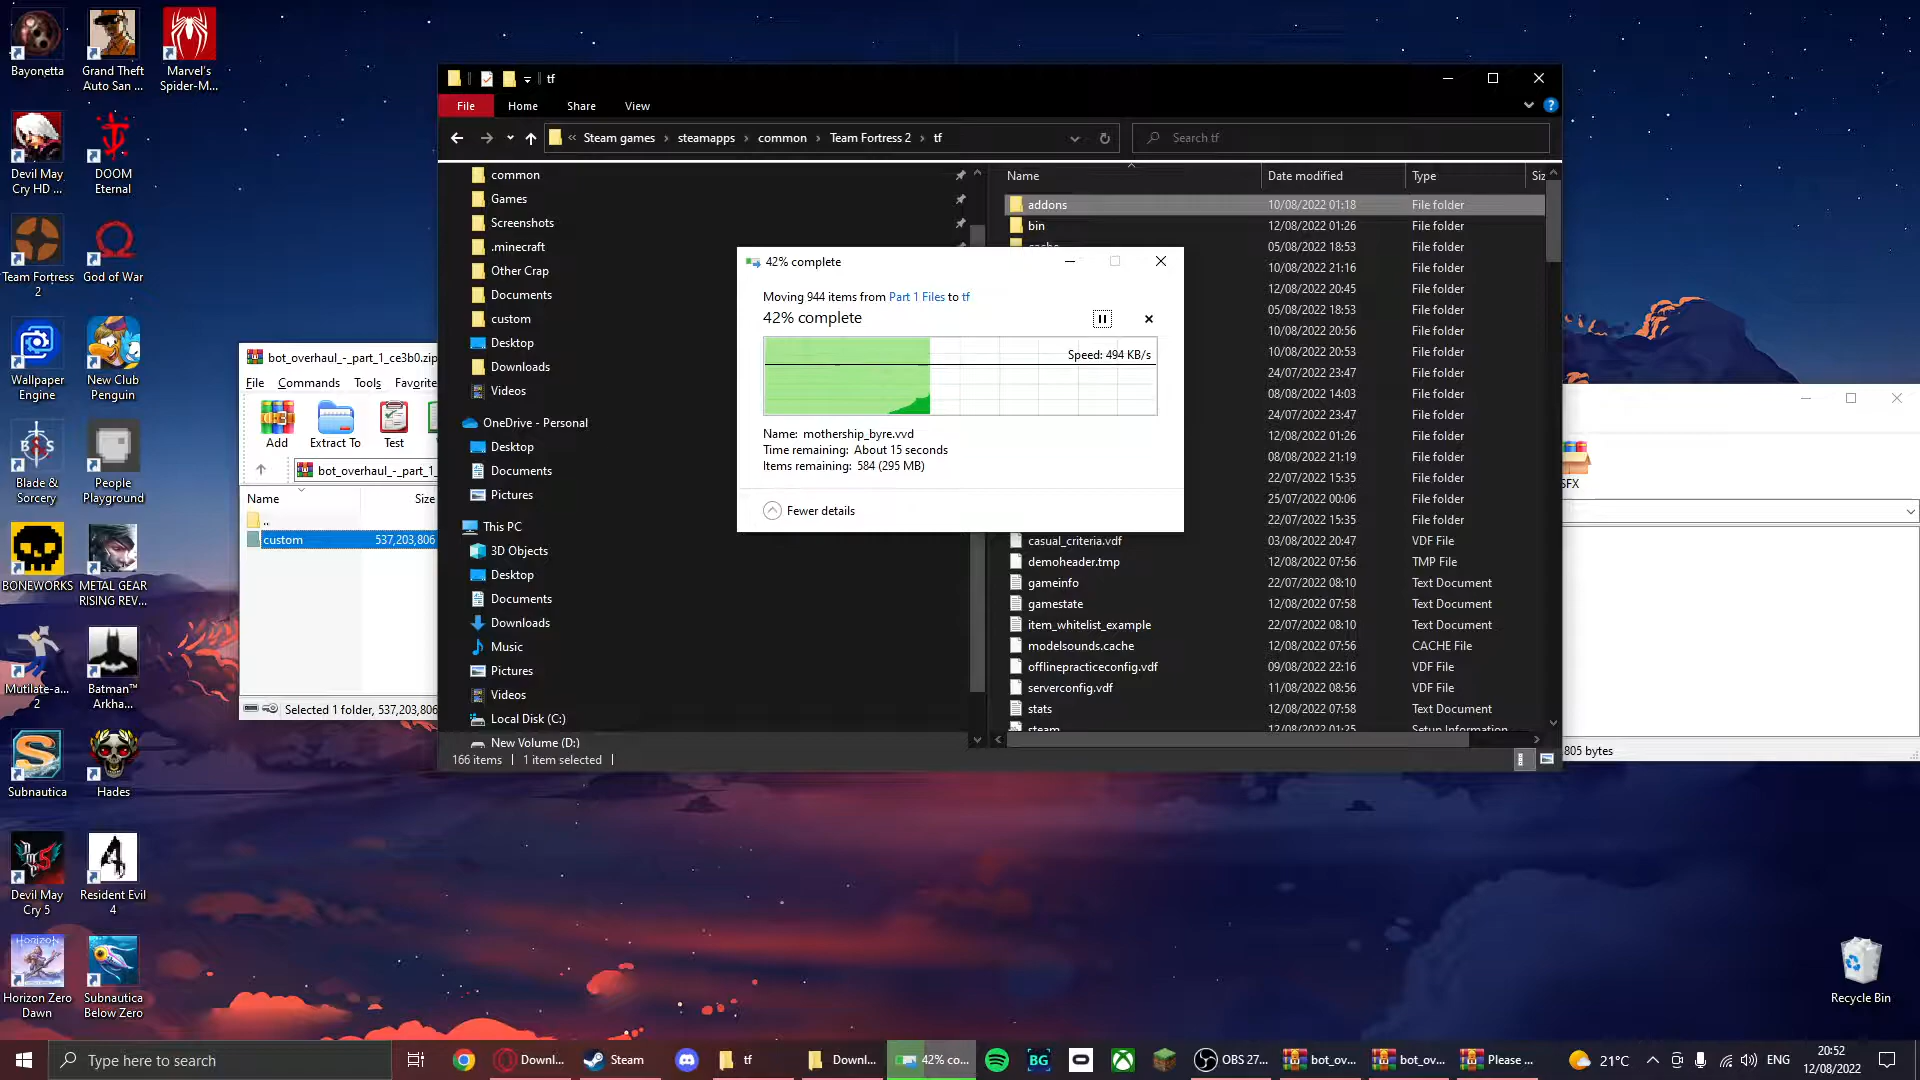 Bayonetta
Grand Theft
Auto San ...
Marvel's
Spider-M...
Devil May
Cry HD ...
DOOM
Eternal
Team Fortress
2
God of War
Wallpaper
Engine
New Club
Penguin
Blade &
Sorcery
People
Playground
BONEWORKS
METAL GEAR
RISING REV...
Mutilate-a...
2
Batman™
Arkha...
Subnautica
Hades
Devil May
Cry 5
Resident Evil
4
Horizon Zero
Dawn
Subnautica
Below Zero
bot_overhaul_-_part_1_ce3b0.zip
File Commands Tools Favorite
Add Extract To Test
bot_overhaul_-_part_1_
Name Size
..
custom 537,203,806
Selected 1 folder, 537,203,806
tf
File Home Share View
« Steam games › steamapps › common › Team Fortress 2 › tf
Search tf
common
Games
Screenshots
.minecraft
Other Crap
Documents
custom
Desktop
Downloads
Videos
OneDrive - Personal
Desktop
Documents
Pictures
This PC
3D Objects
Desktop
Documents
Downloads
Music
Pictures
Videos
Local Disk (C:)
New Volume (D:)
166 items 1 item selected
Name Date modified Type Siz
addons 10/08/2022 01:18 File folder
bin 12/08/2022 01:26 File folder
cache 05/08/2022 18:53 File folder
10/08/2022 21:16 File folder
12/08/2022 20:45 File folder
05/08/2022 18:53 File folder
10/08/2022 20:56 File folder
10/08/2022 20:53 File folder
24/07/2022 23:47 File folder
08/08/2022 14:03 File folder
24/07/2022 23:47 File folder
12/08/2022 01:26 File folder
08/08/2022 21:19 File folder
22/07/2022 15:35 File folder
25/07/2022 00:06 File folder
22/07/2022 15:35 File folder
casual_criteria.vdf 03/08/2022 20:47 VDF File
demoheader.tmp 12/08/2022 07:56 TMP File
gameinfo 22/07/2022 08:10 Text Document
gamestate 12/08/2022 07:58 Text Document
item_whitelist_example 22/07/2022 08:10 Text Document
modelsounds.cache 12/08/2022 07:56 CACHE File
offlinepracticeconfig.vdf 09/08/2022 22:16 VDF File
serverconfig.vdf 11/08/2022 08:56 VDF File
stats 12/08/2022 07:58 Text Document
steam 12/08/2022 01:25 Setup Information
42% complete
Moving 944 items from Part 1 Files to tf
42% complete
Speed: 494 KB/s
Name: mothership_byre.vvd
Time remaining: About 15 seconds
Items remaining: 584 (295 MB)
Fewer details
SFX
805 bytes
Recycle Bin
Type here to search
Downl...
Steam
tf
Downl...
42% co...
BG
OBS 27...
bot_ov...
bot_ov...
Please ...
21°C
ENG
20:52
12/08/2022